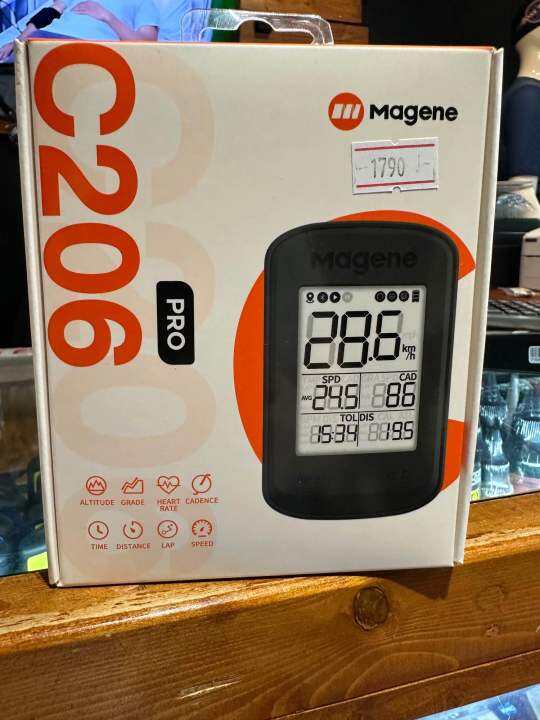 C206
PRO
Magene
1790 .-
Magene
28.6 km/h
SPD CAD
AVG 24.5 86
TOL DIS
15:34 819.5
ALTITUDE GRADE HEART RATE CADENCE
TIME DISTANCE LAP SPEED